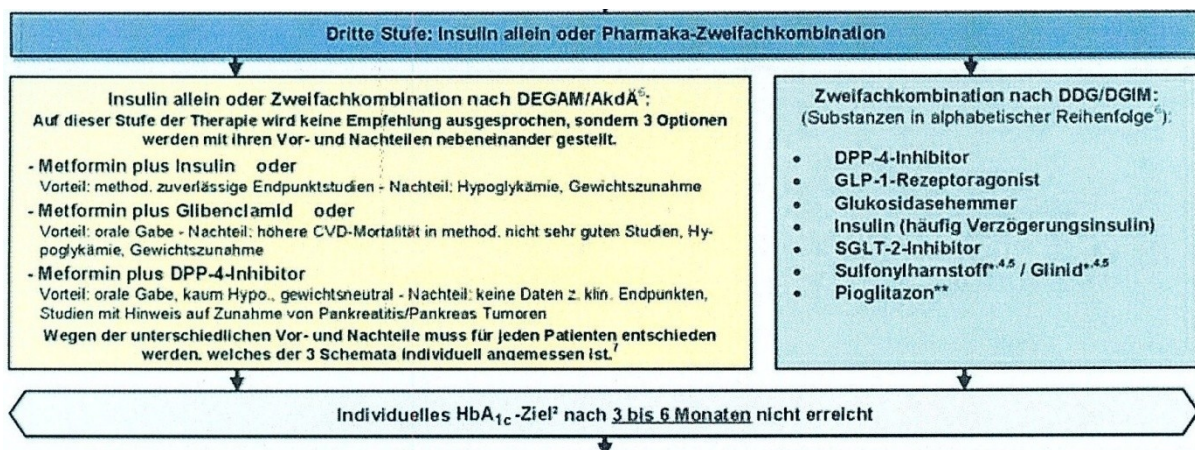 Dritte Stufe: Insulin allein oder Pharmaka-Zweifachkombination
Insulin allein oder Zweifachkombination nach DEGAM/AkdÄ⁶:
Auf dieser Stufe der Therapie wird keine Empfehlung ausgesprochen, sondern 3 Optionen
werden mit ihren Vor- und Nachteilen nebeneinander gestellt.
- Metformin plus Insulin oder
Vorteil: method. zuverlässige Endpunktstudien - Nachteil: Hypoglykämie, Gewichtszunahme
- Metformin plus Glibenclamid oder
Vorteil: orale Gabe - Nachteil: höhere CVD-Mortalität in method. nicht sehr guten Studien, Hy-
poglykämie, Gewichtszunahme
- Meformin plus DPP-4-Inhibitor
Vorteil: orale Gabe, kaum Hypo., gewichtsneutral - Nachteil: keine Daten z. klin. Endpunkten,
Studien mit Hinweis auf Zunahme von Pankreatitis/Pankreas Tumoren
Wegen der unterschiedlichen Vor- und Nachteile muss für jeden Patienten entschieden
werden, welches der 3 Schemata individuell angemessen ist.⁷
Zweifachkombination nach DDG/DGIM:
(Substanzen in alphabetischer Reihenfolge⁶):
• DPP-4-Inhibitor
• GLP-1-Rezeptoragonist
• Glukosidasehemmer
• Insulin (häufig Verzögerungsinsulin)
• SGLT-2-Inhibitor
• Sulfonylharnstoff*,4,5 / Glinid*,4,5
• Pioglitazon**
Individuelles HbA1c-Ziel² nach 3 bis 6 Monaten nicht erreicht